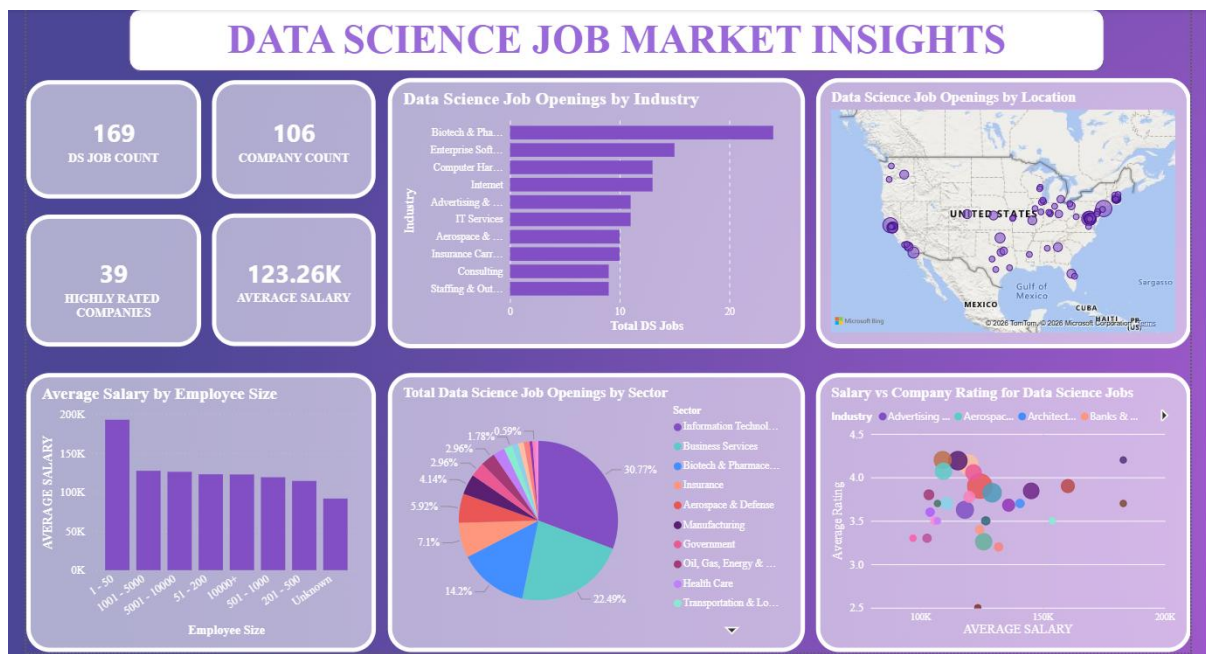 DATA SCIENCE JOB MARKET INSIGHTS
169
DS JOB COUNT
106
COMPANY COUNT
39
HIGHLY RATED
COMPANIES
123.26K
AVERAGE SALARY
Data Science Job Openings by Industry
Industry
Biotech & Pha...
Enterprise Soft...
Computer Har...
Internet
Advertising & ...
IT Services
Aerospace & ...
Insurance Carr...
Consulting
Staffing & Out...
0
10
20
Total DS Jobs
Data Science Job Openings by Location
UNITED STATES
MEXICO
Gulf of
Mexico
CUBA
HAITI
PR
(US)
Sargasso
Microsoft Bing
© 2026 TomTom, © 2026 Microsoft Corporation, Terms
Average Salary by Employee Size
AVERAGE SALARY
200K
150K
100K
50K
0K
1 - 50
1001 - 5000
5001 - 10000
51 - 200
10000+
501 - 1000
201 - 500
Unknown
Employee Size
Total Data Science Job Openings by Sector
30.77%
22.49%
14.2%
7.1%
5.92%
4.14%
2.96%
2.96%
1.78%
0.59%
Sector
Information Technol...
Business Services
Biotech & Pharmace...
Insurance
Aerospace & Defense
Manufacturing
Government
Oil, Gas, Energy & ...
Health Care
Transportation & Lo...
Salary vs Company Rating for Data Science Jobs
Industry
Advertising ...
Aerospac...
Architect...
Banks & ...
Average Rating
4.5
4.0
3.5
3.0
2.5
100K
150K
200K
AVERAGE SALARY